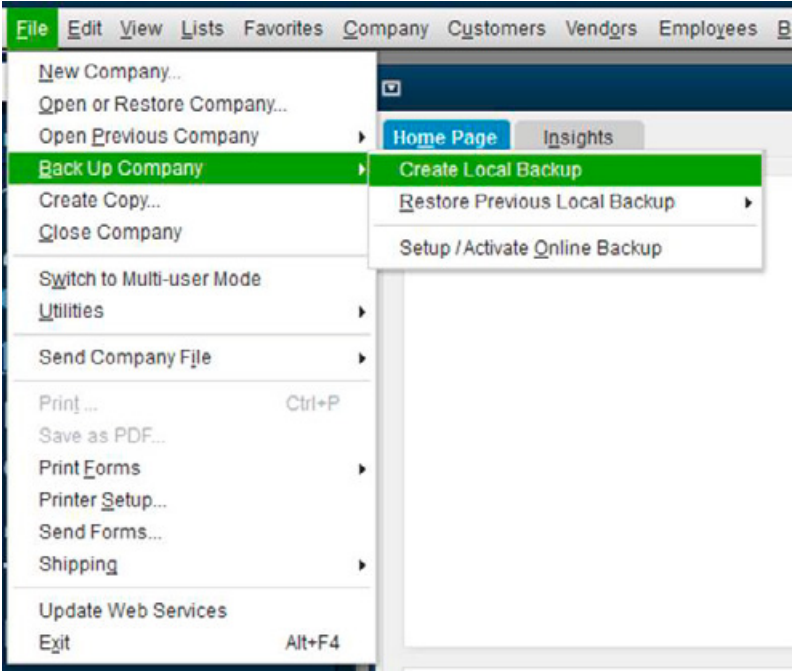 File Edit View Lists Favorites Company Customers Vendors Employees B
New Company...
Open or Restore Company...
Open Previous Company
Home Page Insights
Back Up Company
Create Local Backup
Create Copy...
Restore Previous Local Backup
Close Company
Setup / Activate Online Backup
Switch to Multi-user Mode
Utilities
Send Company File
Print ... Ctrl+P
Save as PDF...
Print Forms
Printer Setup...
Send Forms...
Shipping
Update Web Services
Exit Alt+F4